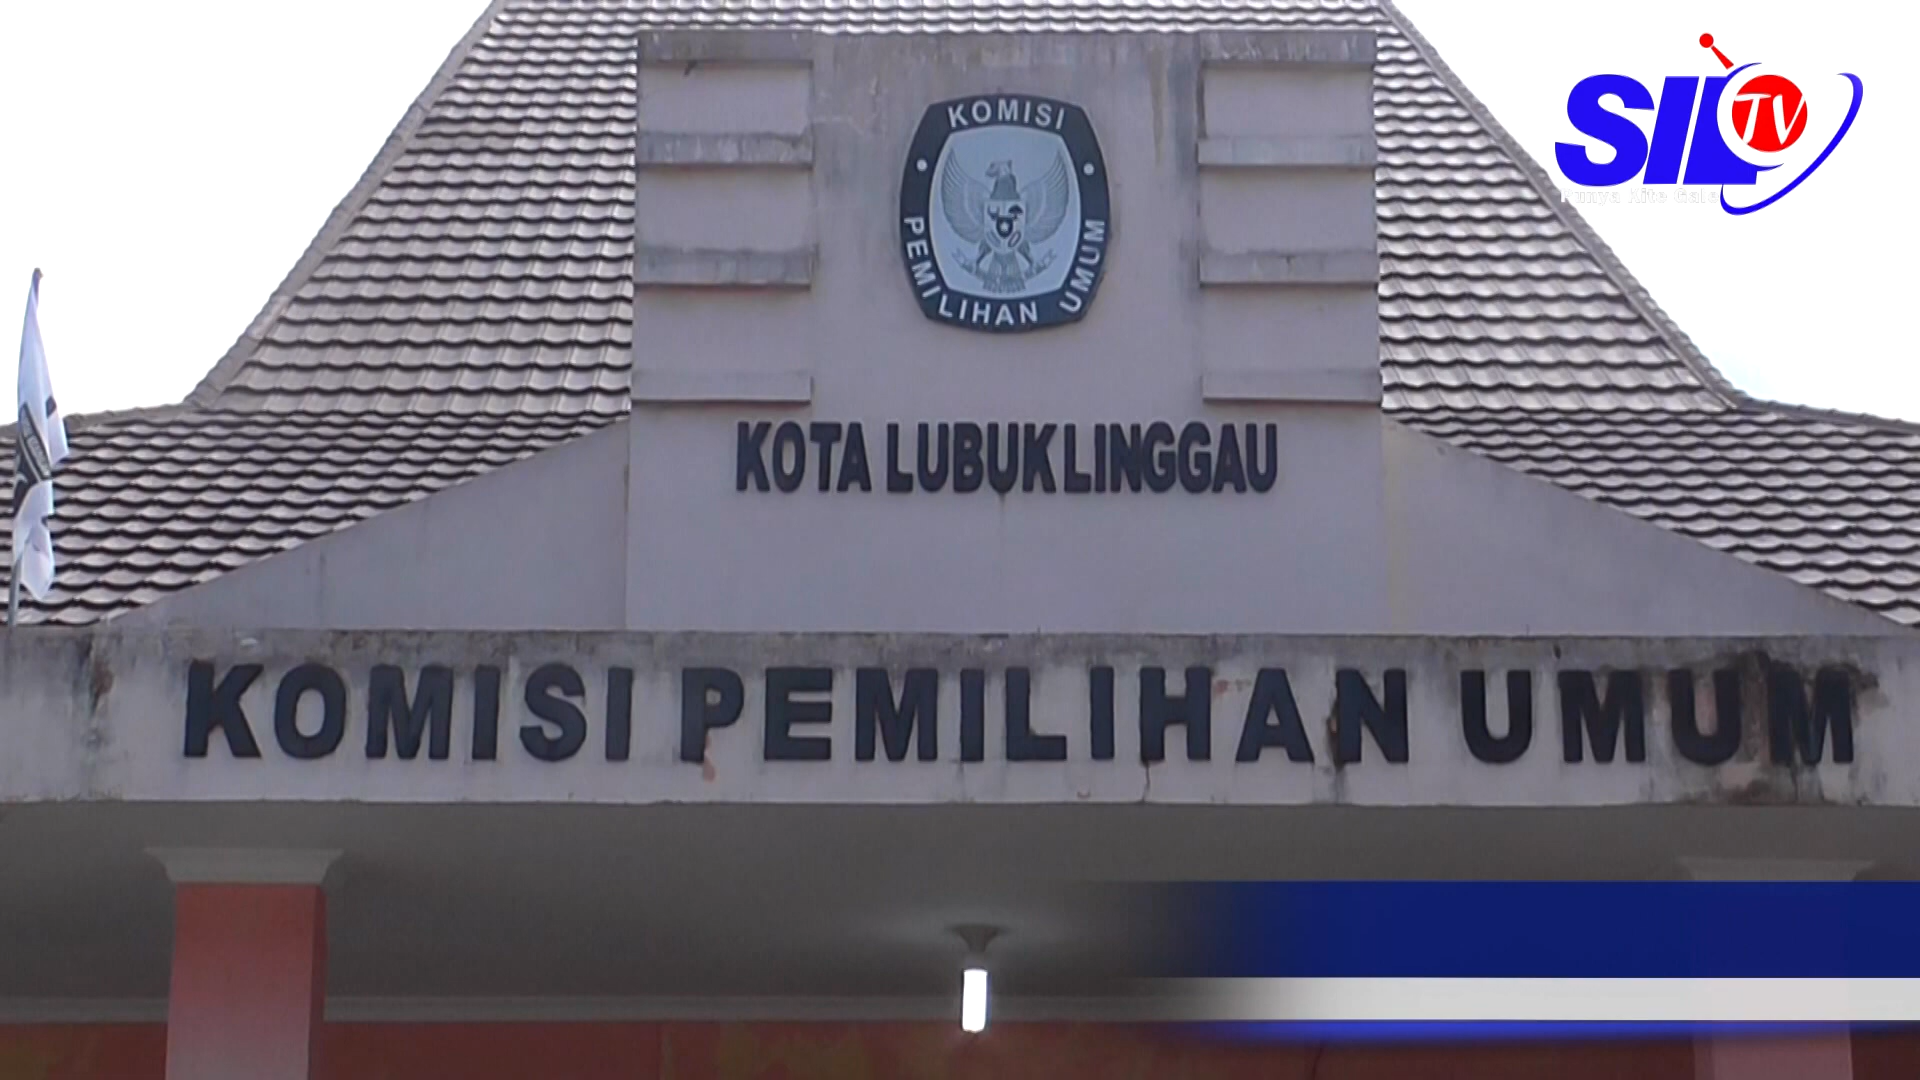 KOMISI
PEMILIHAN UMUM
SIL TV
KOTA LUBUKLINGGAU
KOMISI PEMILIHAN UMUM